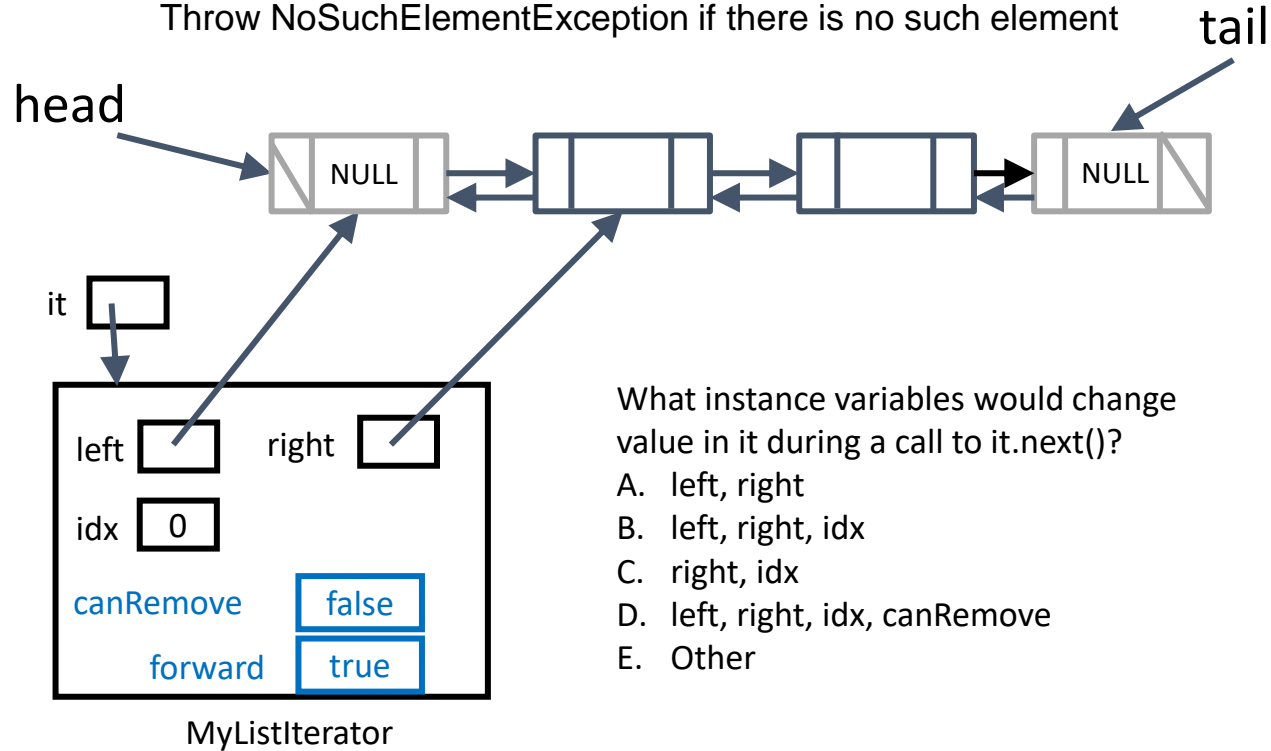 Throw NoSuchElementException if there is no such element
tail
head
NULL
NULL
it
left
right
idx
0
canRemove
false
forward
true
MyListIterator
What instance variables would change
value in it during a call to it.next()?
A. left, right
B. left, right, idx
C. right, idx
D. left, right, idx, canRemove
E. Other